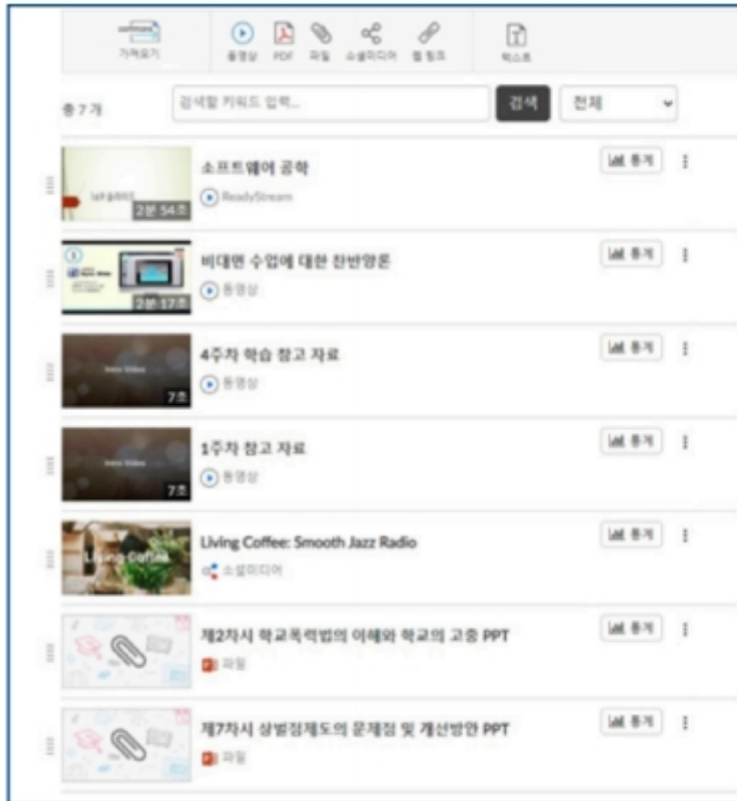 commons
가져오기
동영상 PDF 파일 소셜미디어 웹 링크 텍스트
총 7 개
검색할 키워드 입력...
검색
전체
소프트웨어 공학
통계
2분 54초
ReadyStream
비대면 수업에 대한 찬반양론
통계
2분 17초
동영상
4주차 학습 참고 자료
통계
Intro Video
7초
동영상
1주차 참고 자료
통계
Intro Video
7초
동영상
Living Coffee: Smooth Jazz Radio
통계
Living Coffee
소셜미디어
제2차시 학교폭력법의 이해와 학교의 고충 PPT
통계
파일
제7차시 상벌점제도의 문제점 및 개선방안 PPT
통계
파일